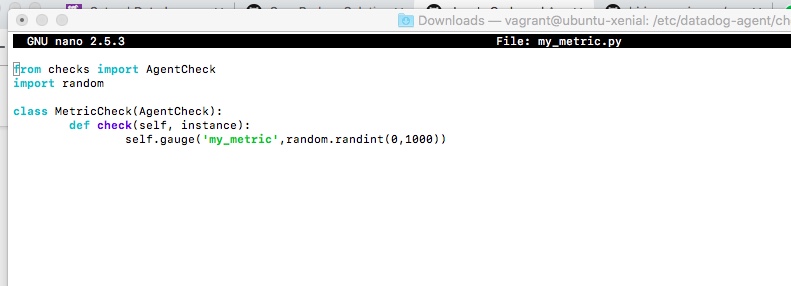 Downloads — vagrant@ubuntu-xenial: /etc/datadog-agent/ch
GNU nano 2.5.3 File: my_metric.py
from checks import AgentCheck
import random
class MetricCheck(AgentCheck):
def check(self, instance):
self.gauge('my_metric',random.randint(0,1000))